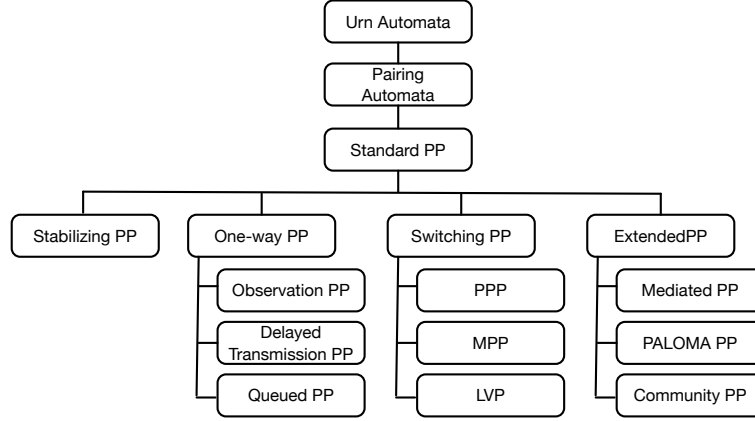 Urn Automata
Pairing
Automata
Standard PP
Stabilizing PP
One-way PP
Switching PP
ExtendedPP
Observation PP
PPP
Mediated PP
Delayed
Transmission PP
MPP
PALOMA PP
Queued PP
LVP
Community PP